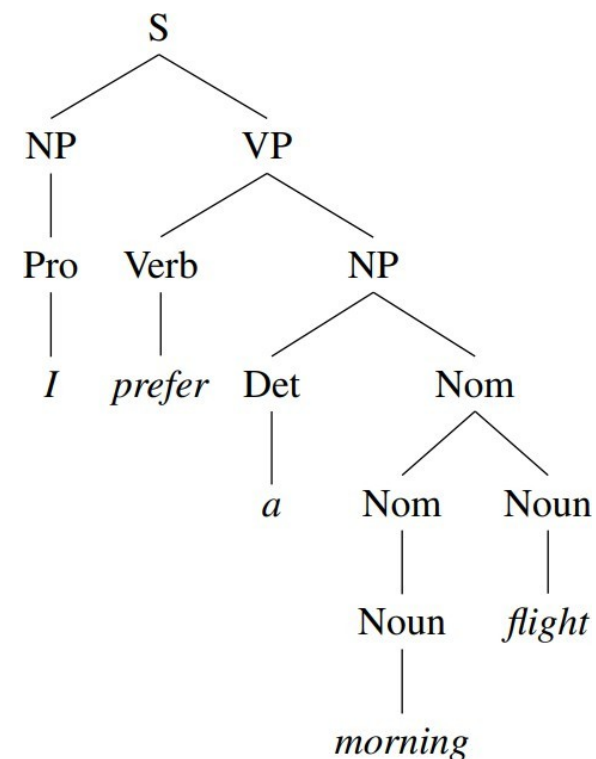 S
NP VP
Pro Verb NP
I prefer Det Nom
a Nom Noun
Noun flight
morning